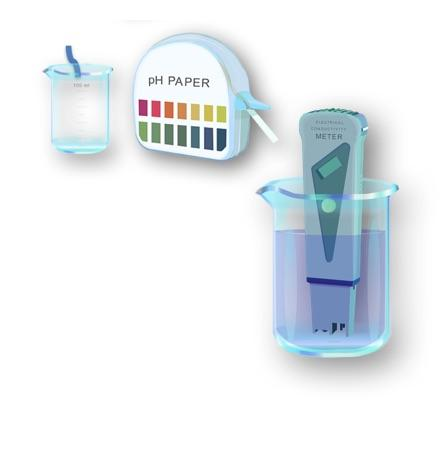 100 ml
pH PAPER
ELECTRICAL
CONDUCTIVITY
METER